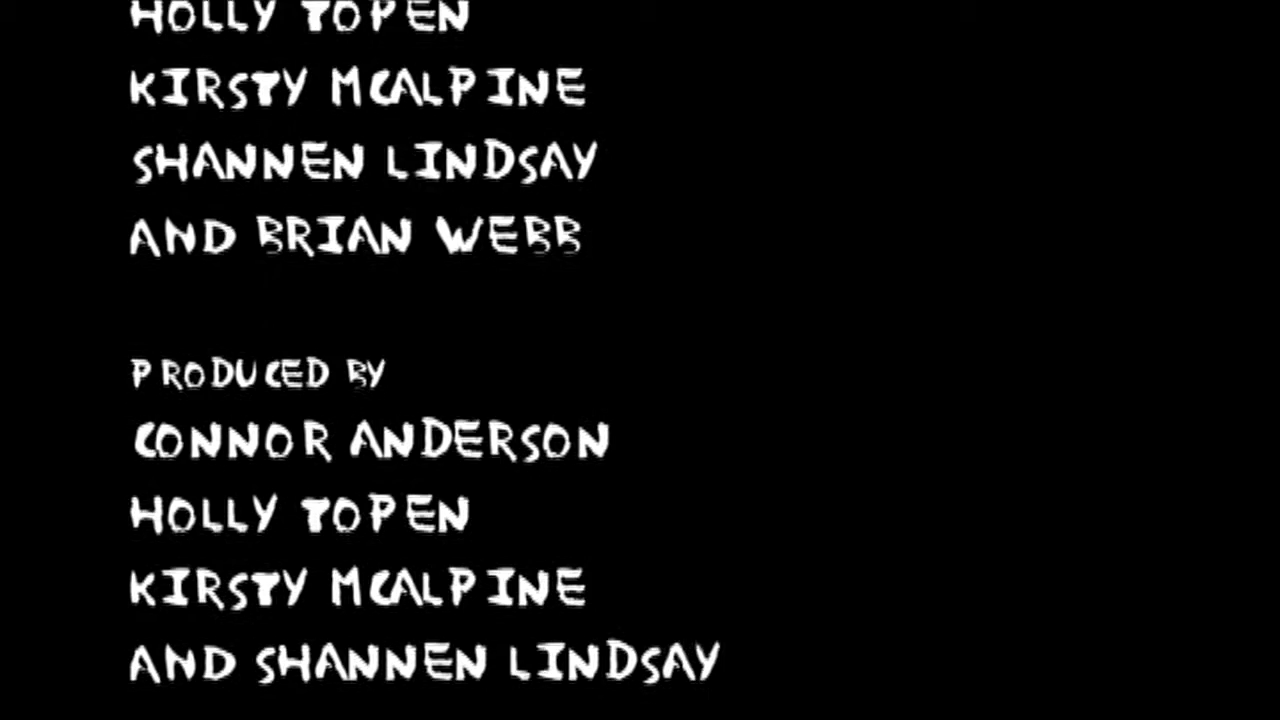 HOLLY TOPEN
KIRSTY MCALPINE
SHANNEN LINDSAY
AND BRIAN WEBB
PRODUCED BY
CONNOR ANDERSON
HOLLY TOPEN
KIRSTY MCALPINE
AND SHANNEN LINDSAY